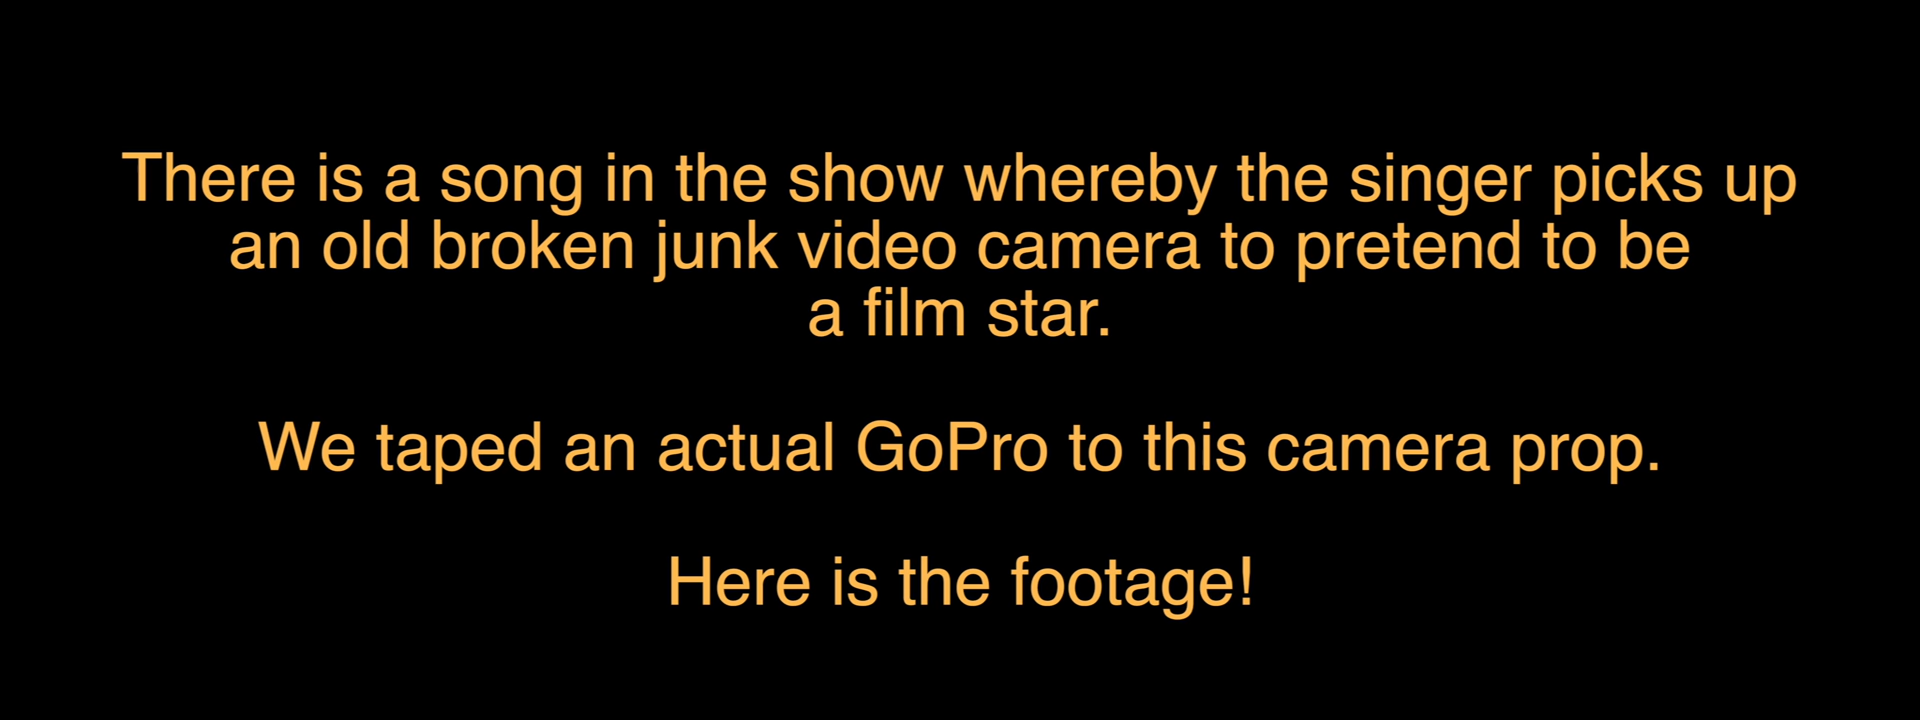 There is a song in the show whereby the singer picks up
an old broken junk video camera to pretend to be
a film star.
We taped an actual GoPro to this camera prop.
Here is the footage!